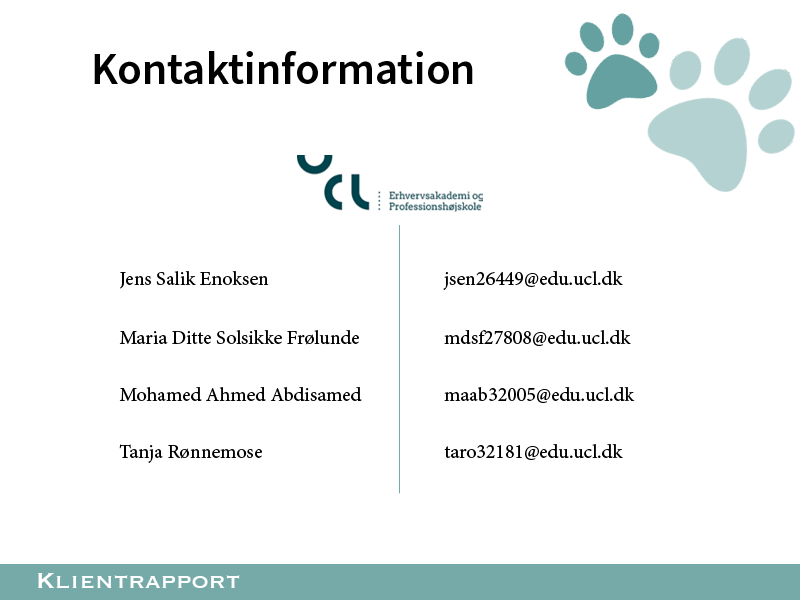 Kontaktinformation
UCL
Erhvervsakademi og
Professionshøjskole
Jens Salik Enoksen jsen26449@edu.ucl.dk
Maria Ditte Solsikke Frølunde mdsf27808@edu.ucl.dk
Mohamed Ahmed Abdisamed maab32005@edu.ucl.dk
Tanja Rønnemose taro32181@edu.ucl.dk
KLIENTRAPPORT